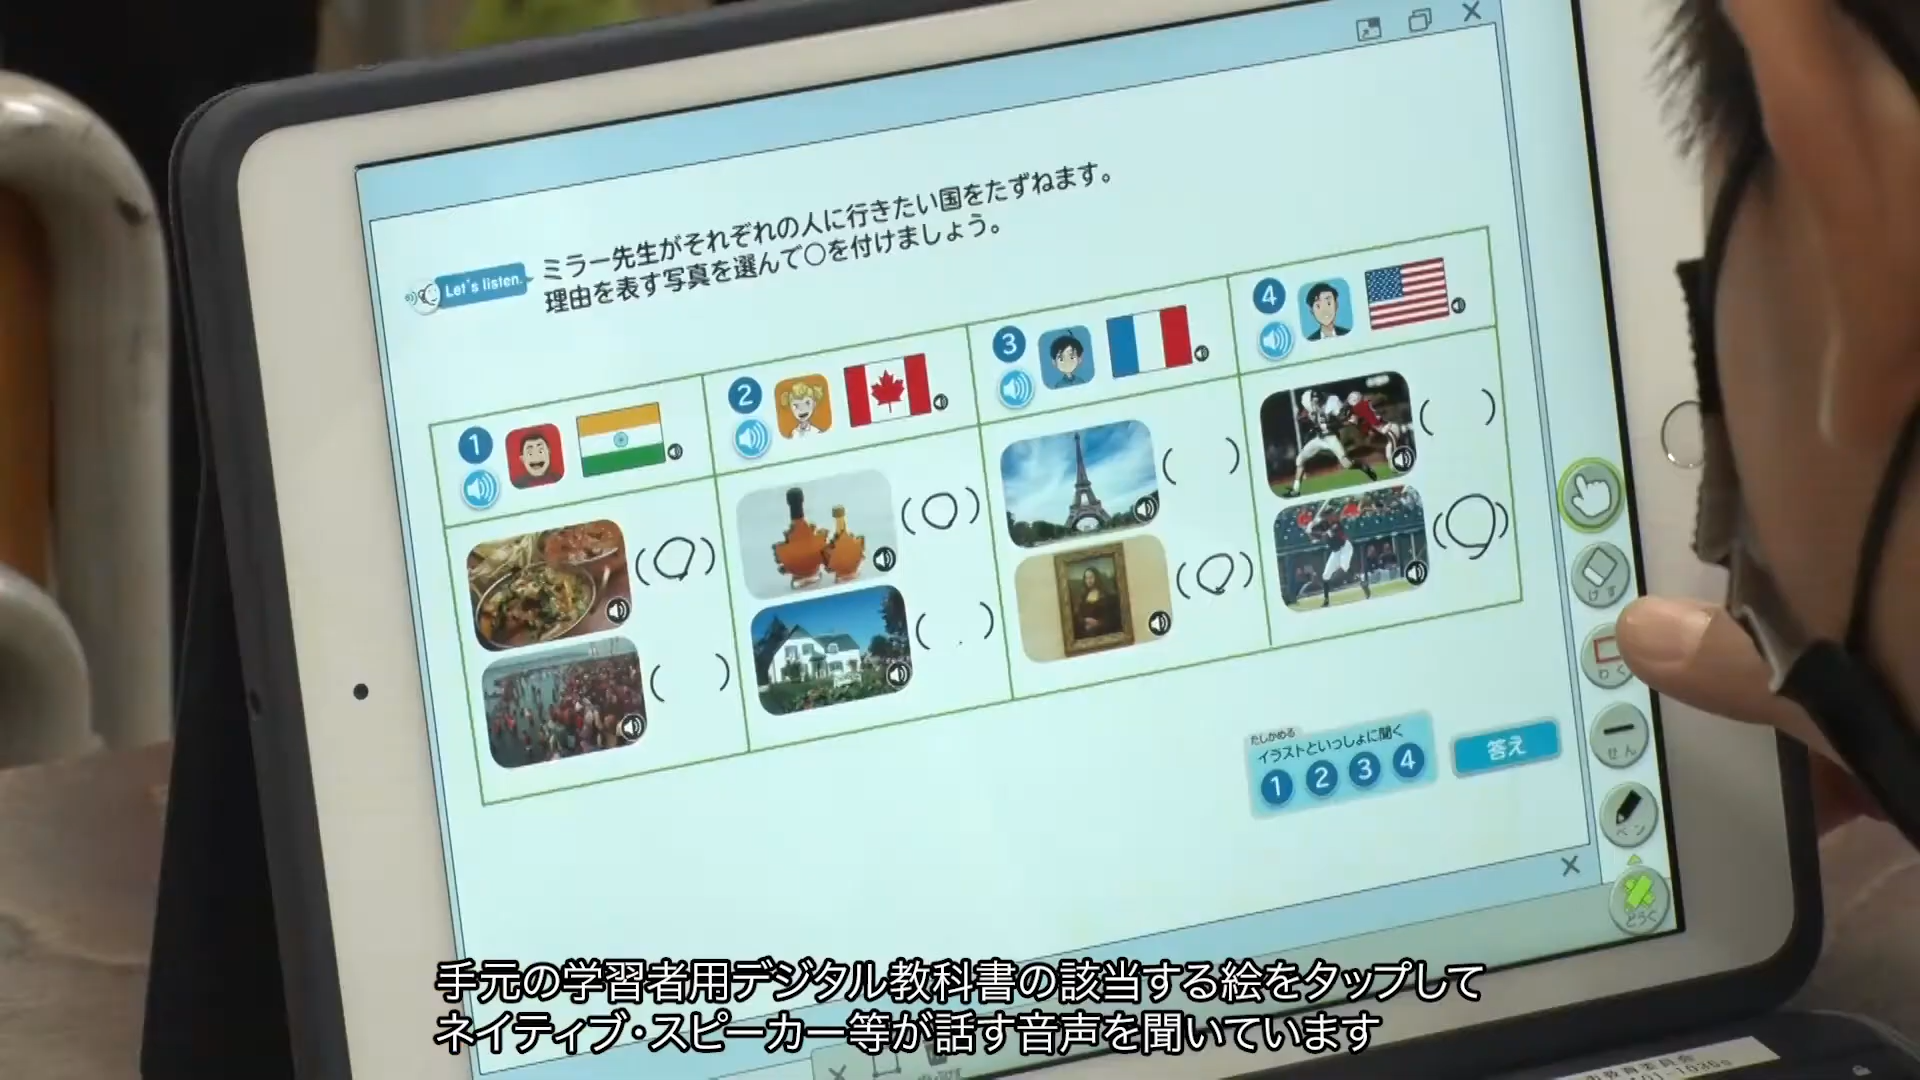 ミラー先生がそれぞれの人に行きたい国をたずねます。
Let's listen.
理由を表す写真を選んで○を付けましょう。
1
2
3
4
たしかめる
イラストといっしょに聞く
1 2 3 4
答え
けす
わく
せん
ペン
どうぐ
手元の学習者用デジタル教科書の該当する絵をタップして
ネイティブ・スピーカー等が話す音声を聞いています
教育委員会